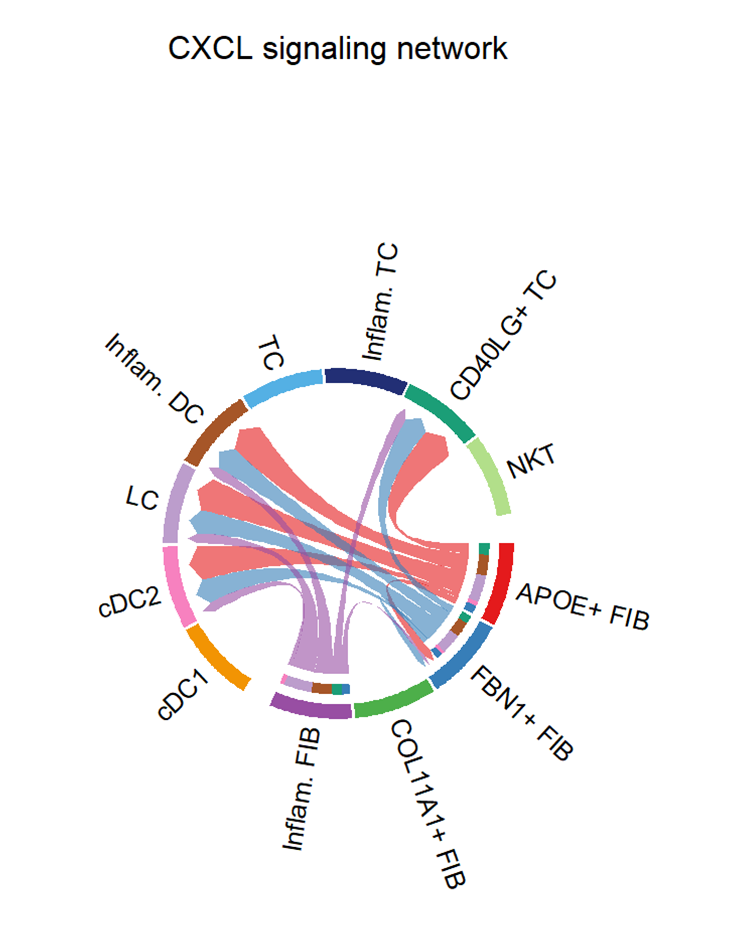 CXCL signaling network
Inflam. TC
CD40LG+ TC
TC
Inflam. DC
NKT
LC
APOE+ FIB
cDC2
FBN1+ FIB
cDC1
COL11A1+ FIB
Inflam. FIB